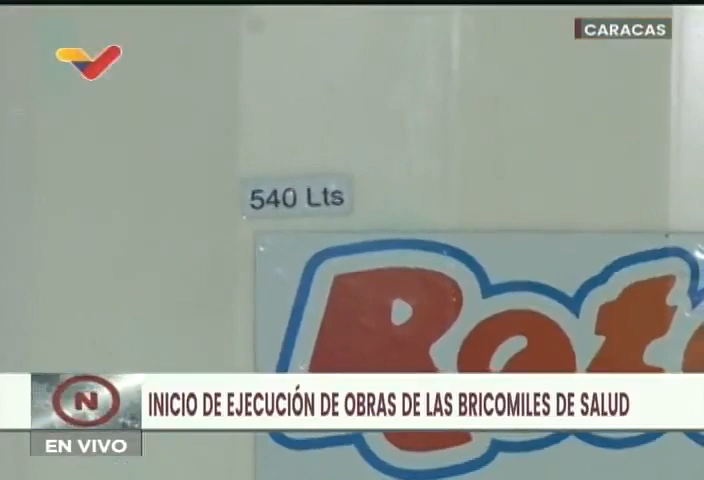 CARACAS
540 Lts
N
INICIO DE EJECUCIÓN DE OBRAS DE LAS BRICOMILES DE SALUD
EN VIVO